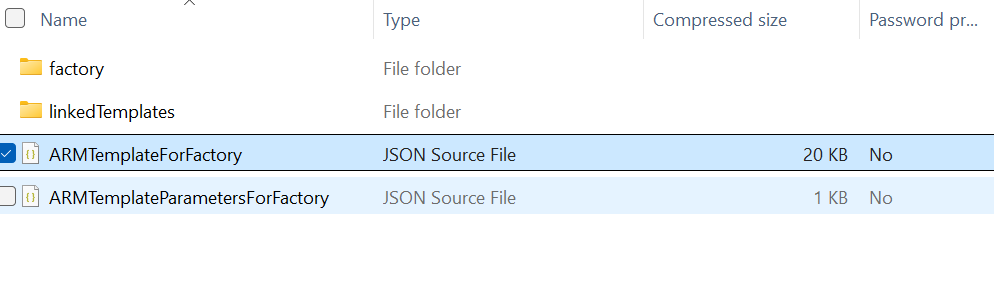 Name Type Compressed size Password pr...
factory File folder
linkedTemplates File folder
ARMTemplateForFactory JSON Source File 20 KB No
ARMTemplateParametersForFactory JSON Source File 1 KB No